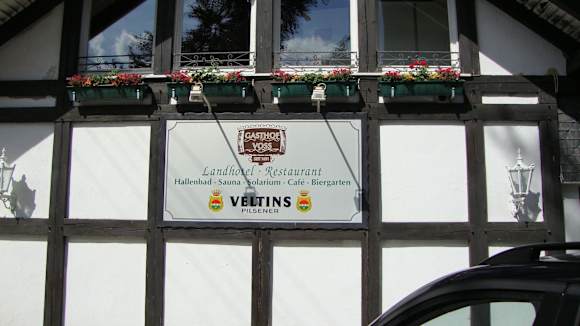 GASTHOF
VOSS
Landhotel · Restaurant
Hallenbad · Sauna · Solarium · Café · Biergarten
VELTINS
PILSENER